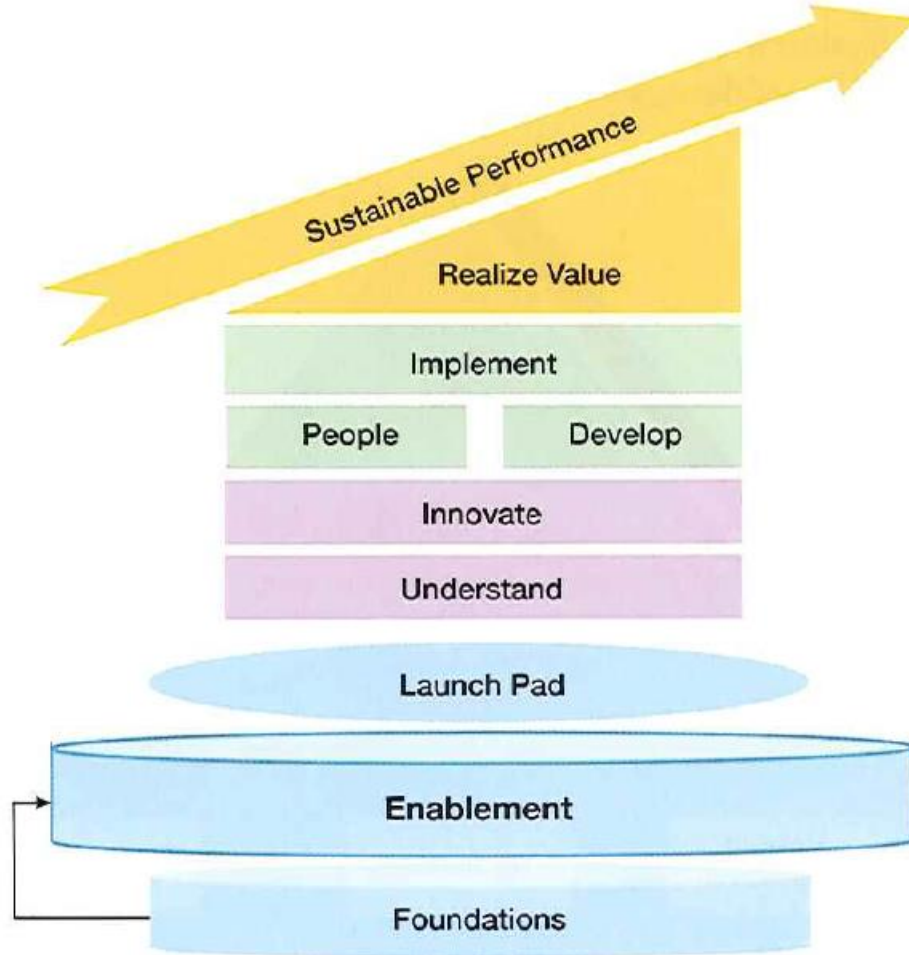 Sustainable Performance
Realize Value
Implement
People
Develop
Innovate
Understand
Launch Pad
Enablement
Foundations